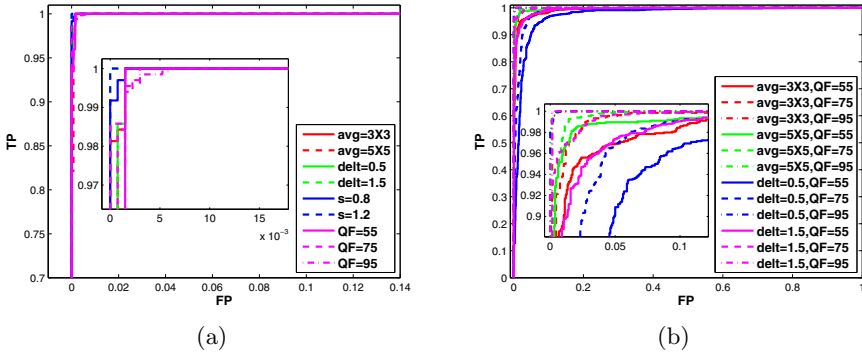 TP
1
0.95
0.9
0.85
0.8
0.75
0.7
0 0.02 0.04 0.06 0.08 0.1 0.12 0.14
FP
1
0.99
0.98
0.97
0 5 10 15
x 10⁻³
avg=3X3
avg=5X5
delt=0.5
delt=1.5
s=0.8
s=1.2
QF=55
QF=75
QF=95
(a)
TP
1
0.9
0.8
0.7
0.6
0.5
0.4
0.3
0.2
0.1
0
0 0.2 0.4 0.6 0.8 1
FP
1
0.98
0.96
0.94
0.92
0.9
0 0.05 0.1
avg=3X3,QF=55
avg=3X3,QF=75
avg=3X3,QF=95
avg=5X5,QF=55
avg=5X5,QF=75
avg=5X5,QF=95
delt=0.5,QF=55
delt=0.5,QF=75
delt=0.5,QF=95
delt=1.5,QF=55
delt=1.5,QF=75
delt=1.5,QF=95
(b)